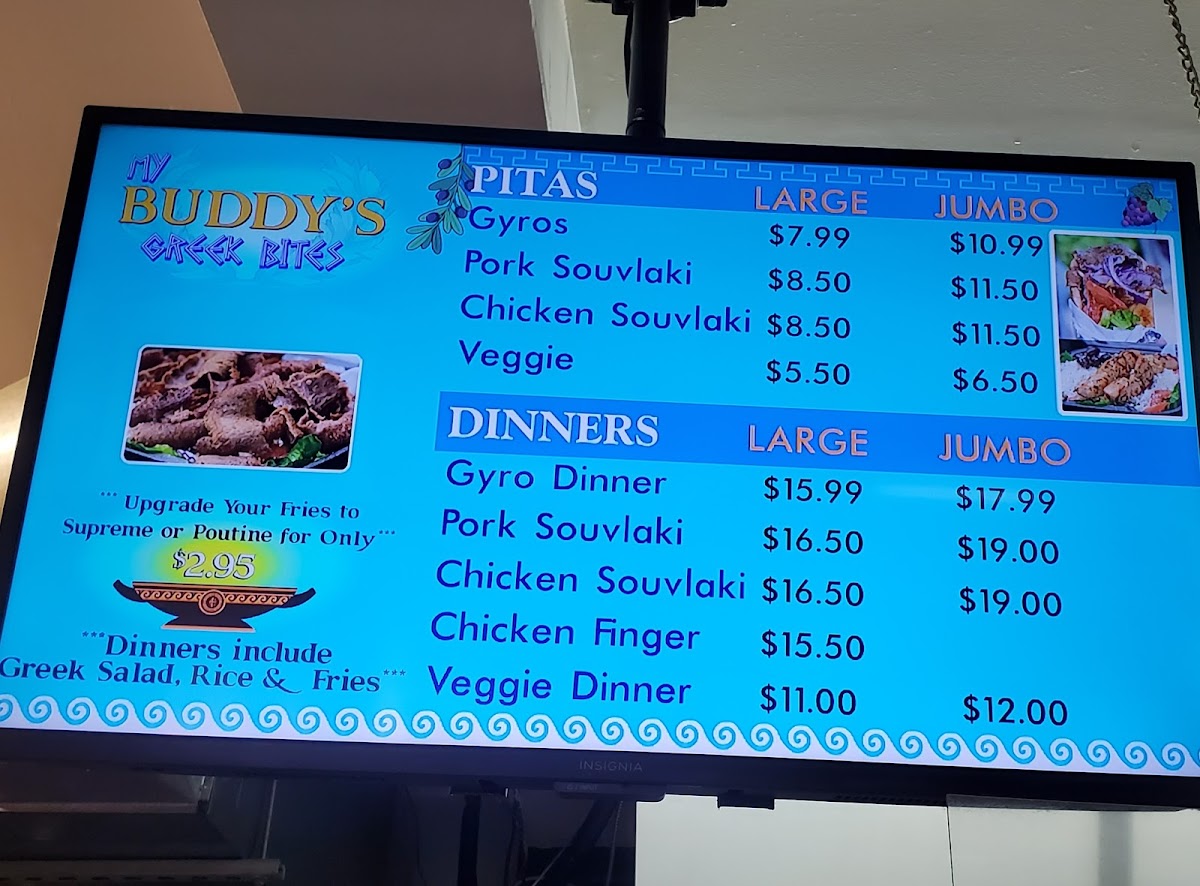 MY
BUDDY'S
GREEK BITES
*** Upgrade Your Fries to
Supreme or Poutine for Only ***
$2.95
***Dinners include
Greek Salad, Rice & Fries***
PITAS LARGE JUMBO
Gyros $7.99 $10.99
Pork Souvlaki $8.50 $11.50
Chicken Souvlaki $8.50 $11.50
Veggie $5.50 $6.50
DINNERS LARGE JUMBO
Gyro Dinner $15.99 $17.99
Pork Souvlaki $16.50 $19.00
Chicken Souvlaki $16.50 $19.00
Chicken Finger $15.50
Veggie Dinner $11.00 $12.00
INSIGNIA